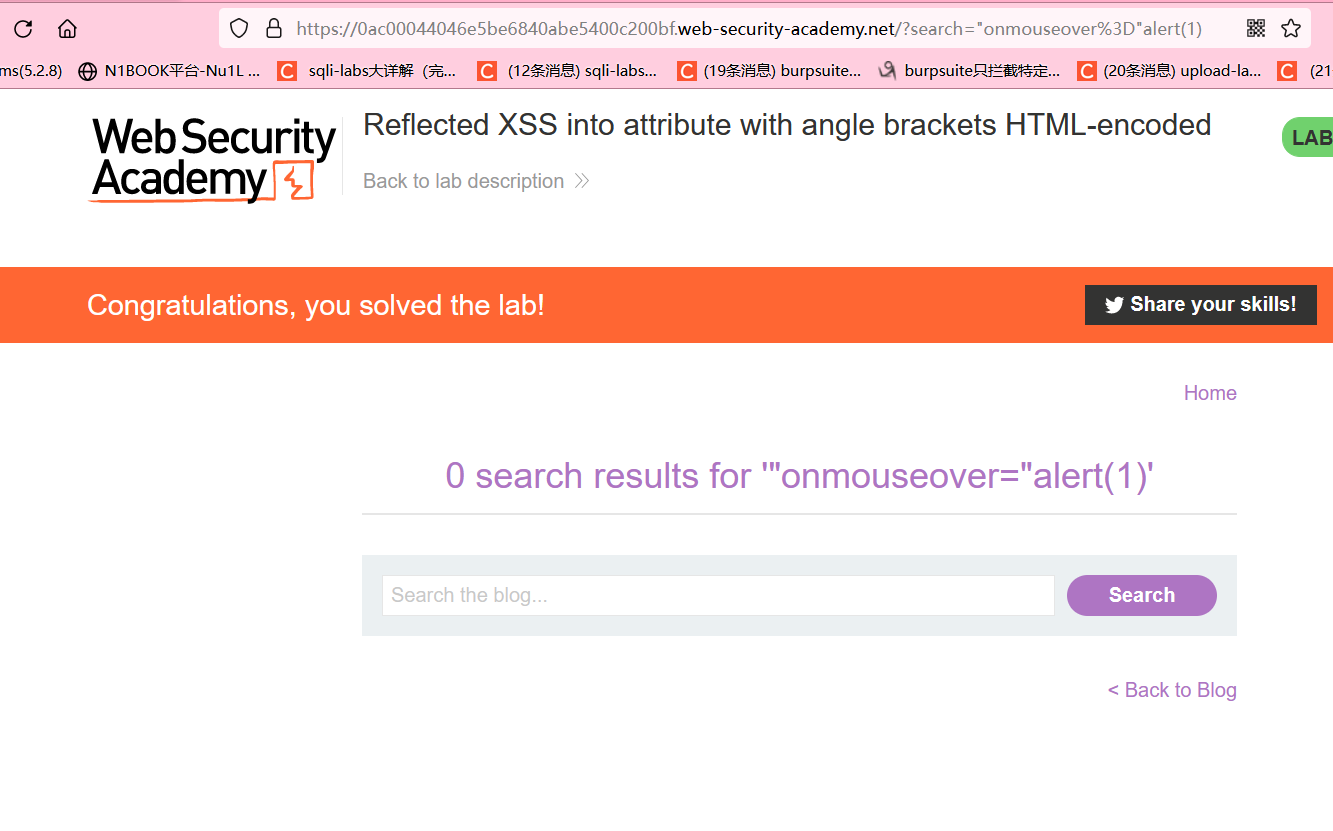 https://0ac00044046e5be6840abe5400c200bf.web-security-academy.net/?search="onmouseover%3D"alert(1)
ms(5.2.8) N1BOOK平台-Nu1L ... C sqli-labs大详解（完... C (12条消息) sqli-labs... C (19条消息) burpsuite... burpsuite只拦截特定... C (20条消息) upload-la... C (21
Web Security
Academy
Reflected XSS into attribute with angle brackets HTML-encoded
LAB
Back to lab description
Congratulations, you solved the lab!
Share your skills!
Home
0 search results for '"onmouseover="alert(1)'
Search the blog...
Search
< Back to Blog